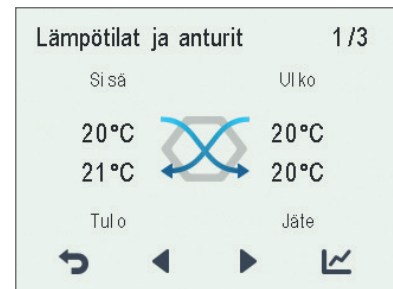 Lämpötilat ja anturit 1/3
Sisä Ulko
20°C 20°C
21°C 20°C
Tulo Jäte